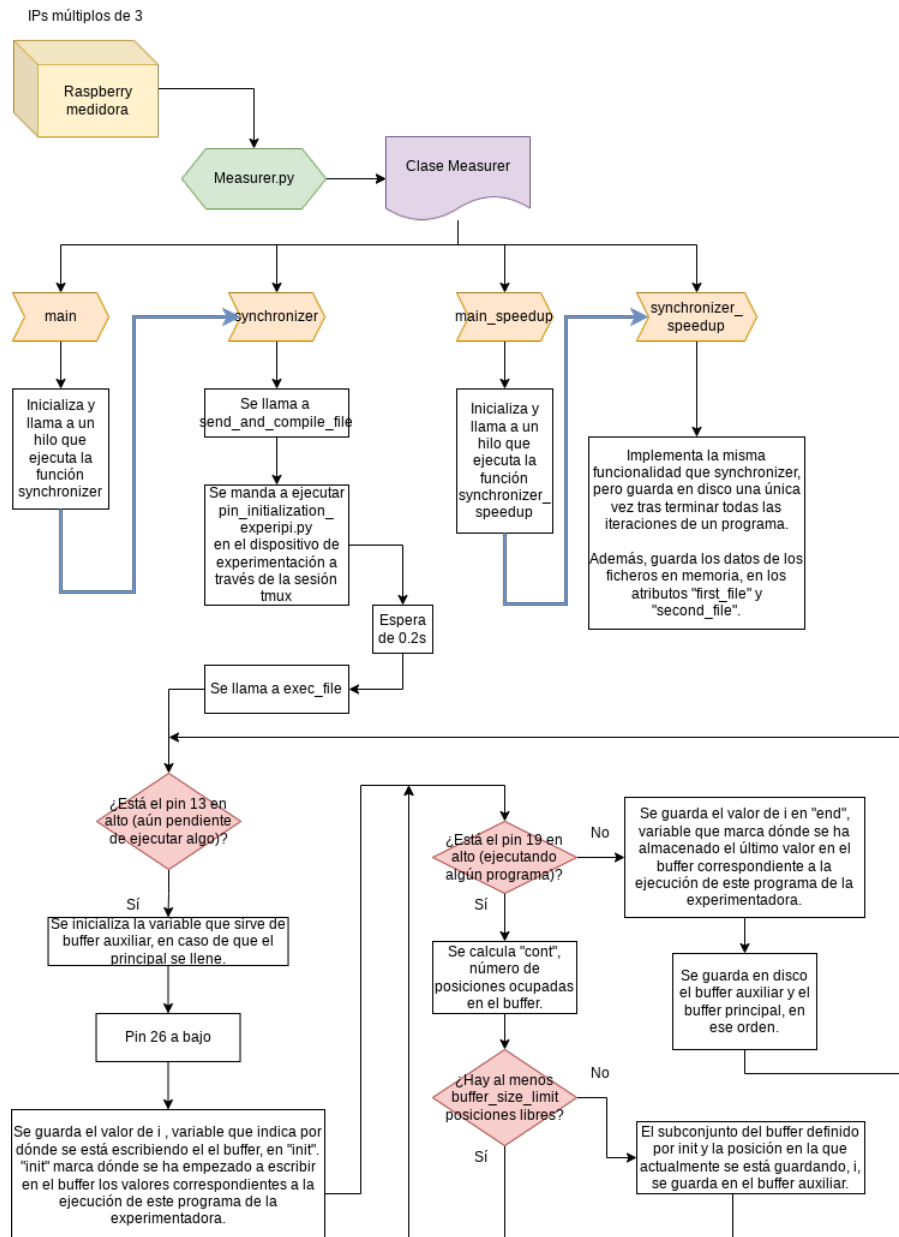 IPs múltiplos de 3
Raspberry
medidora
Measurer.py
Clase Measurer
main
synchronizer
main_speedup
synchronizer_
speedup
Inicializa y
llama a un
hilo que
ejecuta la
función
synchronizer
Se llama a
send_and_compile_file
Inicializa y
llama a un
hilo que
ejecuta la
función
synchronizer_
speedup
Implementa la misma
funcionalidad que synchronizer,
pero guarda en disco una única
vez tras terminar todas las
iteraciones de un programa.
Además, guarda los datos de los
ficheros en memoria, en los
atributos "first_file" y
"second_file".
Se manda a ejecutar
pin_initialization_
experipi.py
en el dispositivo de
experimentación a
través de la sesión
tmux
Espera
de 0.2s
Se llama a exec_file
¿Está el pin 13 en
alto (aún pendiente
de ejecutar algo)?
Sí
Se inicializa la variable que sirve de
buffer auxiliar, en caso de que el
principal se llene.
Pin 26 a bajo
Se guarda el valor de i , variable que indica por
dónde se está escribiendo el el buffer, en "init".
"init" marca dónde se ha empezado a escribir
en el buffer los valores correspondientes a la
ejecución de este programa de la
experimentadora.
¿Está el pin 19 en
alto (ejecutando
algún programa)?
No
Sí
Se guarda el valor de i en "end",
variable que marca dónde se ha
almacenado el último valor en el
buffer correspondiente a la
ejecución de este programa de la
experimentadora.
Se calcula "cont",
número de
posiciones ocupadas
en el buffer.
Se guarda en disco
el buffer auxiliar y el
buffer principal, en
ese orden.
¿Hay al menos
buffer_size_limit
posiciones libres?
No
Sí
El subconjunto del buffer definido
por init y la posición en la que
actualmente se está guardando, i,
se guarda en el buffer auxiliar.